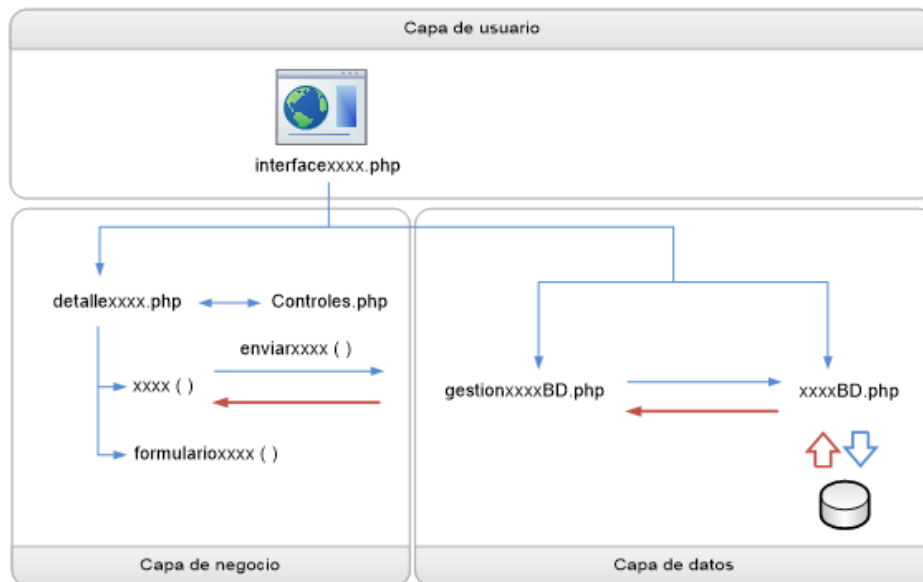 Capa de usuario
interfacexxxx.php
detallexxxx.php
Controles.php
enviarxxxx ( )
xxxx ( )
formularioxxxx ( )
gestionxxxxBD.php
xxxxBD.php
Capa de negocio
Capa de datos